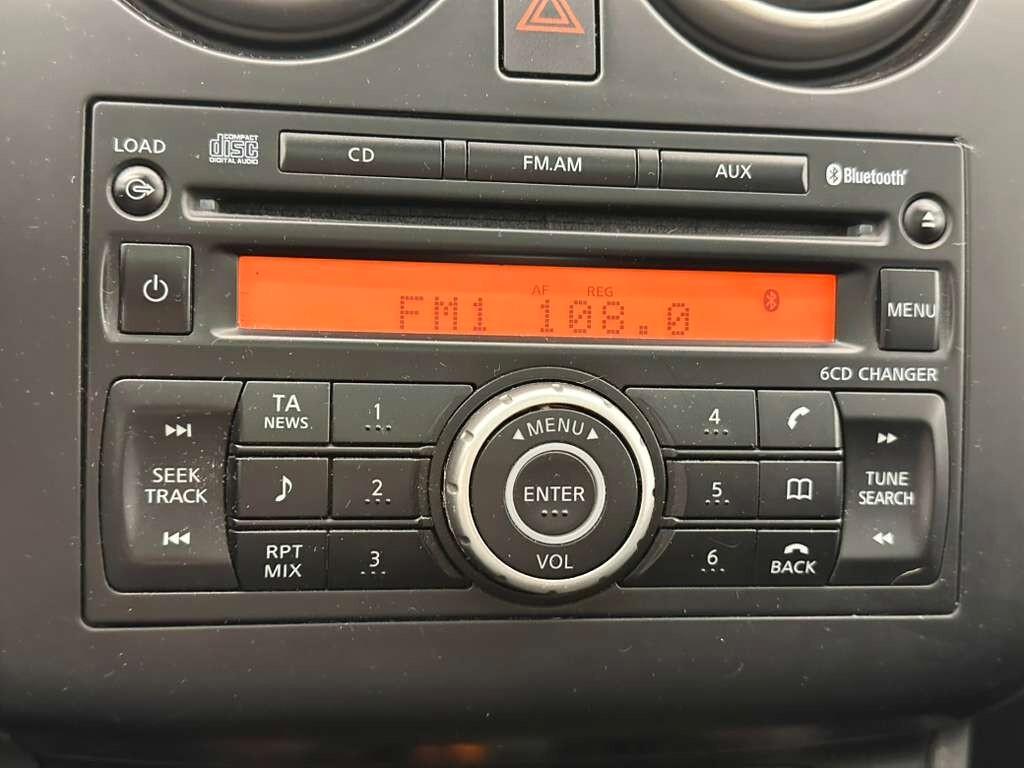 LOAD
COMPACT
disc
DIGITAL AUDIO
CD
FM.AM
AUX
Bluetooth
MENU
AF REG
FM1 108.0
6CD CHANGER
SEEK
TRACK
TA
NEWS
1
2
RPT
MIX
3
MENU
ENTER
VOL
4
5
6
BACK
TUNE
SEARCH